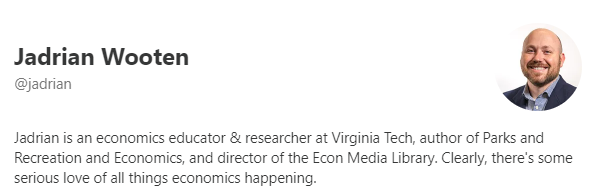 Jadrian Wooten
@jadrian
Jadrian is an economics educator & researcher at Virginia Tech, author of Parks and
Recreation and Economics, and director of the Econ Media Library. Clearly, there's some
serious love of all things economics happening.